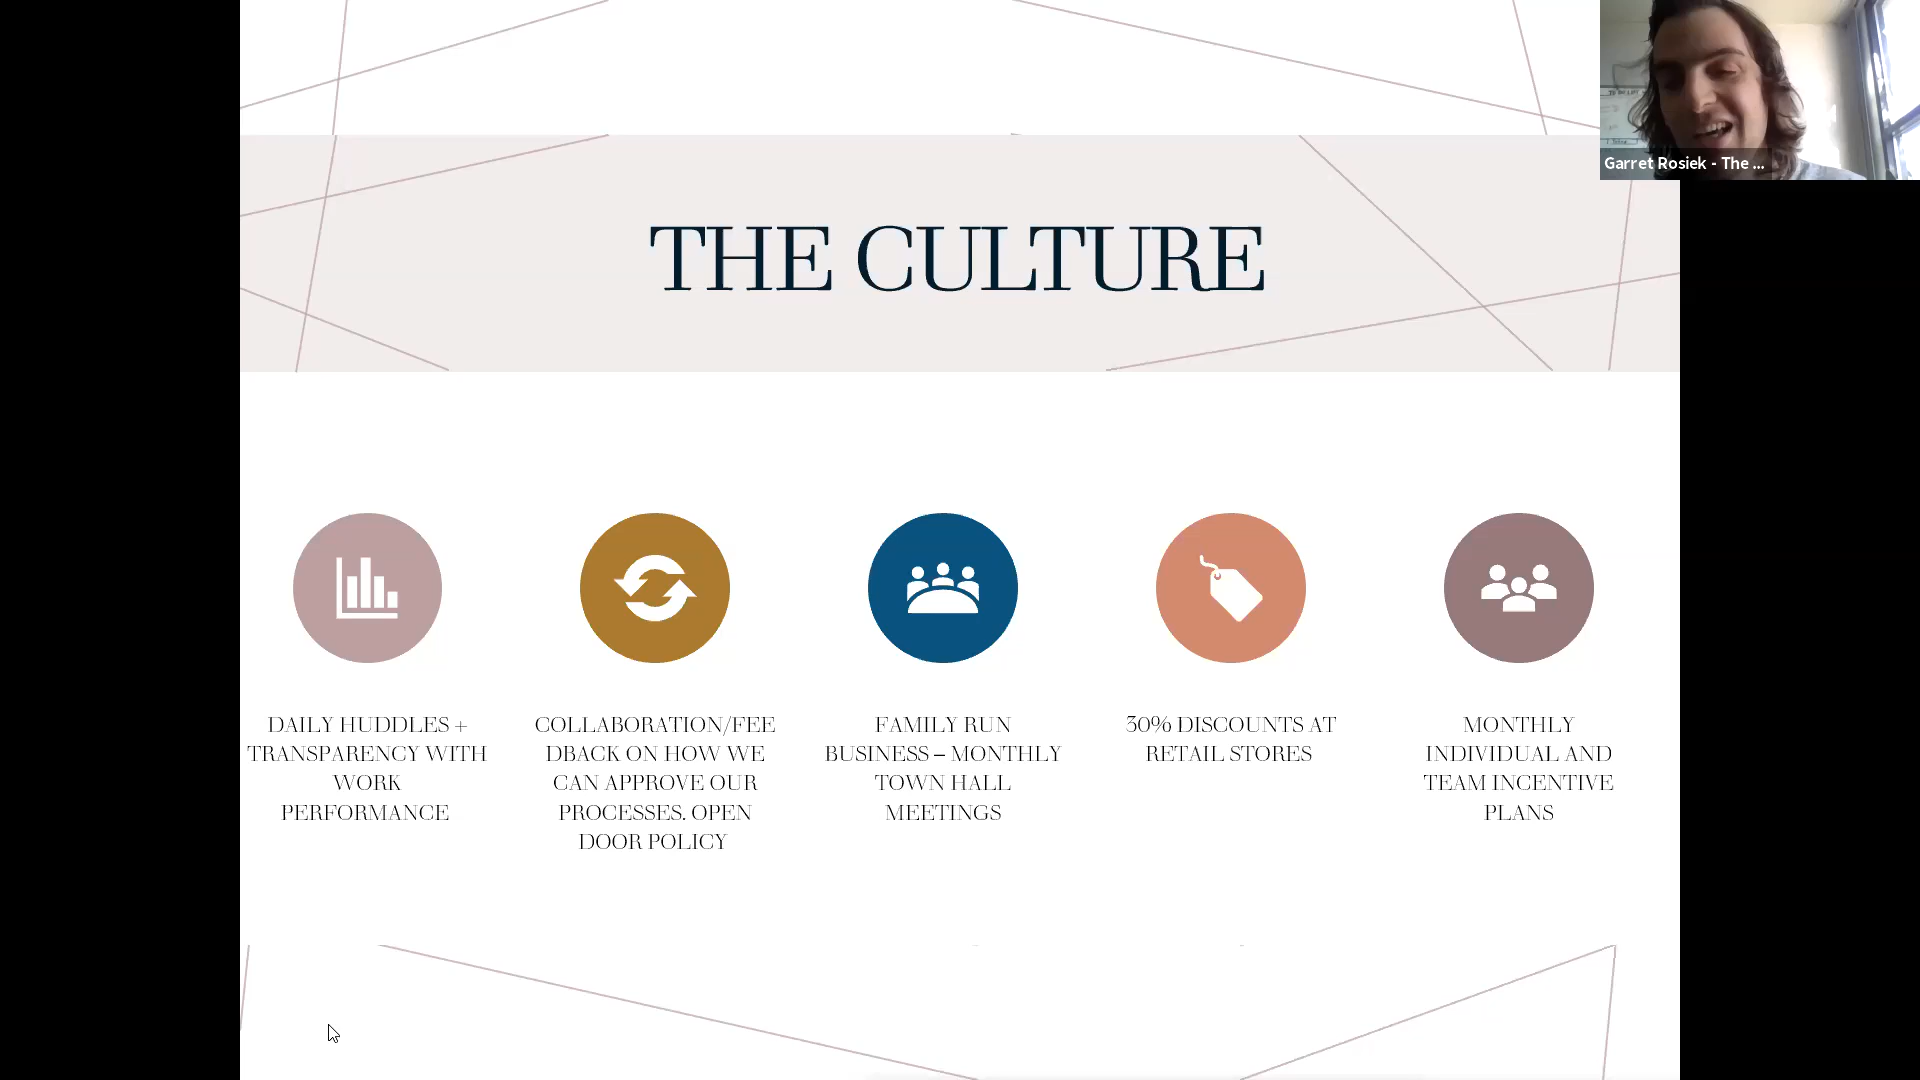 Garret Rosiek - The ...
THE CULTURE
DAILY HUDDLES +
TRANSPARENCY WITH
WORK
PERFORMANCE
COLLABORATION/FEE
DBACK ON HOW WE
CAN APPROVE OUR
PROCESSES. OPEN
DOOR POLICY
FAMILY RUN
BUSINESS – MONTHLY
TOWN HALL
MEETINGS
30% DISCOUNTS AT
RETAIL STORES
MONTHLY
INDIVIDUAL AND
TEAM INCENTIVE
PLANS